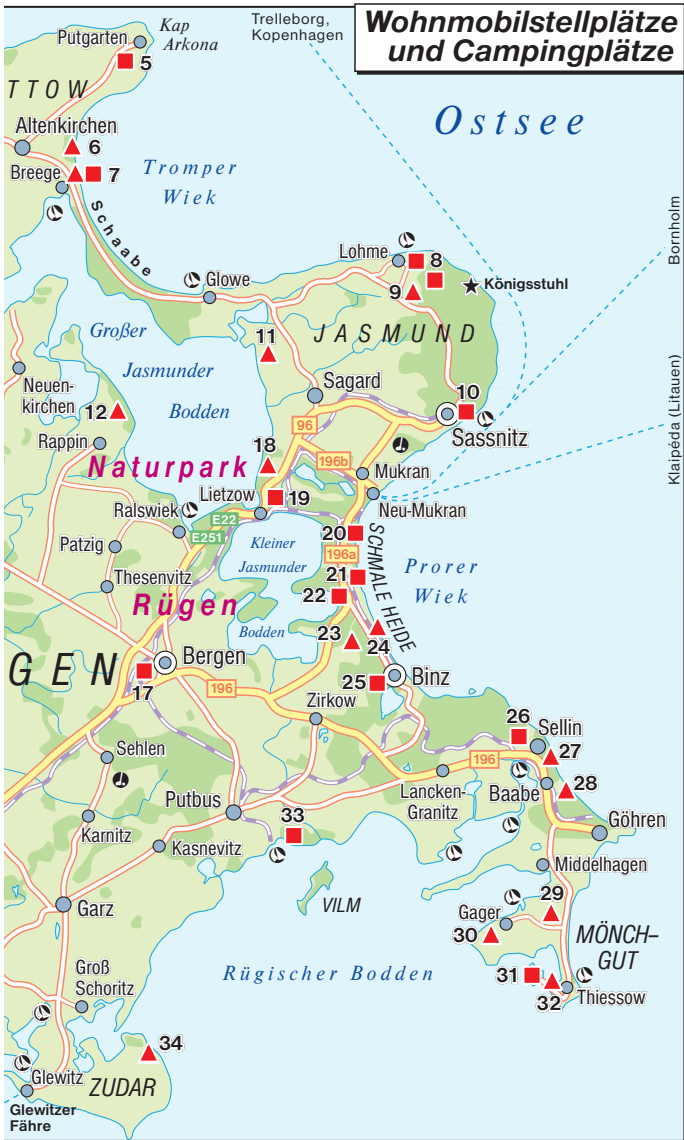 Trelleborg,
Kopenhagen
Wohnmobilstellplätze
und Campingplätze
Putgarten
Kap
Arkona
5
TTOW
Ostsee
Altenkirchen
6
Breege
7
Tromper
Wiek
Schaabe
Bornholm
Lohme
8
Glowe
9
Königsstuhl
JASMUND
Großer
Jasmunder
Bodden
11
Neuen-
kirchen
12
Sagard
10
Sassnitz
Klaipėda (Litauen)
Rappin
96
Naturpark
18
196b
Mukran
Lietzow
19
Neu-Mukran
Ralswiek
E22
E251
20
Kleiner
Jasmunder
Bodden
196a
SCHMALE HEIDE
Prorer
Wiek
Patzig
21
Thesenvitz
22
Rügen
23
24
GEN
Bergen
17
25
Binz
196
Zirkow
26
Sellin
Sehlen
196
27
Lancken-
Granitz
Baabe
28
Putbus
33
Göhren
Karnitz
Kasnevitz
Middelhagen
VILM
Garz
29
Gager
30
MÖNCH-
GUT
Groß
Schoritz
Rügischer Bodden
31
32
Thiessow
34
Glewitz
ZUDAR
Glewitzer
Fähre